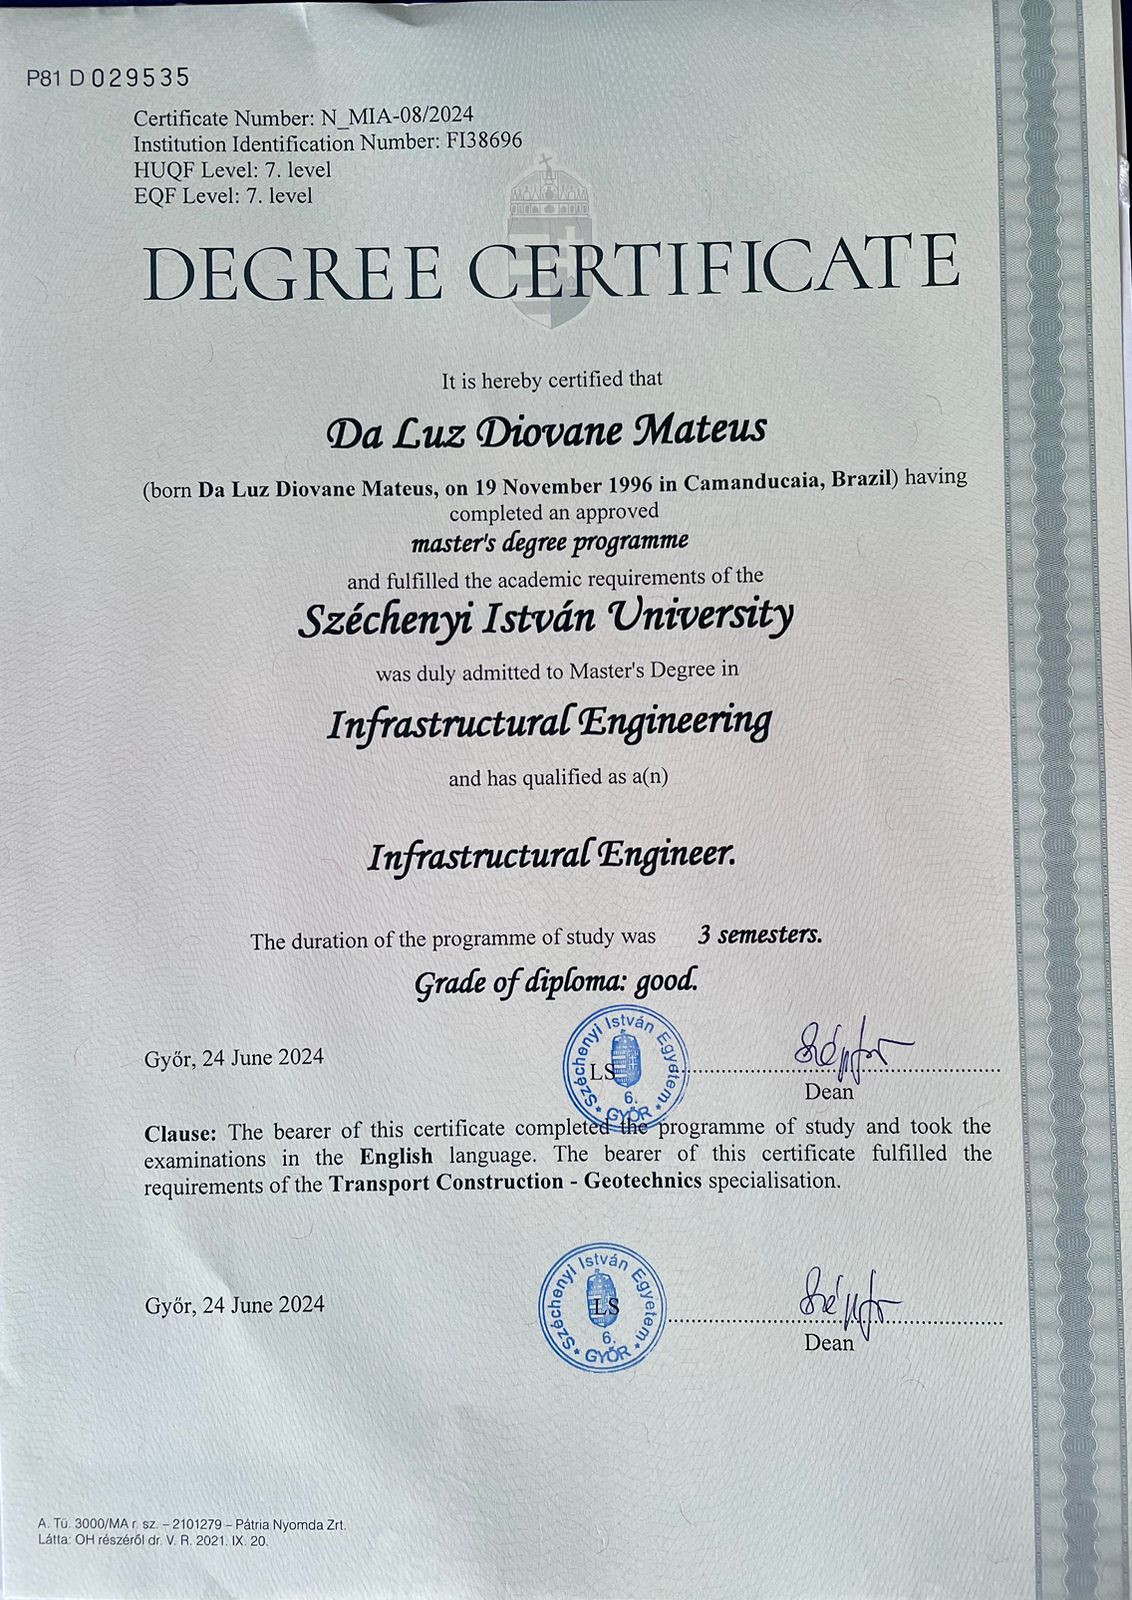 P81 D 029535
Certificate Number: N_MIA-08/2024
Institution Identification Number: FI38696
HUQF Level: 7. level
EQF Level: 7. level
DEGREE CERTIFICATE
It is hereby certified that
Da Luz Diovane Mateus
(born Da Luz Diovane Mateus, on 19 November 1996 in Camanducaia, Brazil) having
completed an approved
master's degree programme
and fulfilled the academic requirements of the
Széchenyi István University
was duly admitted to Master's Degree in
Infrastructural Engineering
and has qualified as a(n)
Infrastructural Engineer.
The duration of the programme of study was 3 semesters.
Grade of diploma: good.
Győr, 24 June 2024
LS
Széchenyi István Egyetem
6.
GYŐR
Dean
Clause: The bearer of this certificate completed the programme of study and took the
examinations in the English language. The bearer of this certificate fulfilled the
requirements of the Transport Construction - Geotechnics specialisation.
Győr, 24 June 2024
LS
Széchenyi István Egyetem
6.
GYŐR
Dean
A. Tü. 3000/MA r. sz. – 2101279 – Pátria Nyomda Zrt.
Látta: OH részéről dr. V. R. 2021. IX. 20.